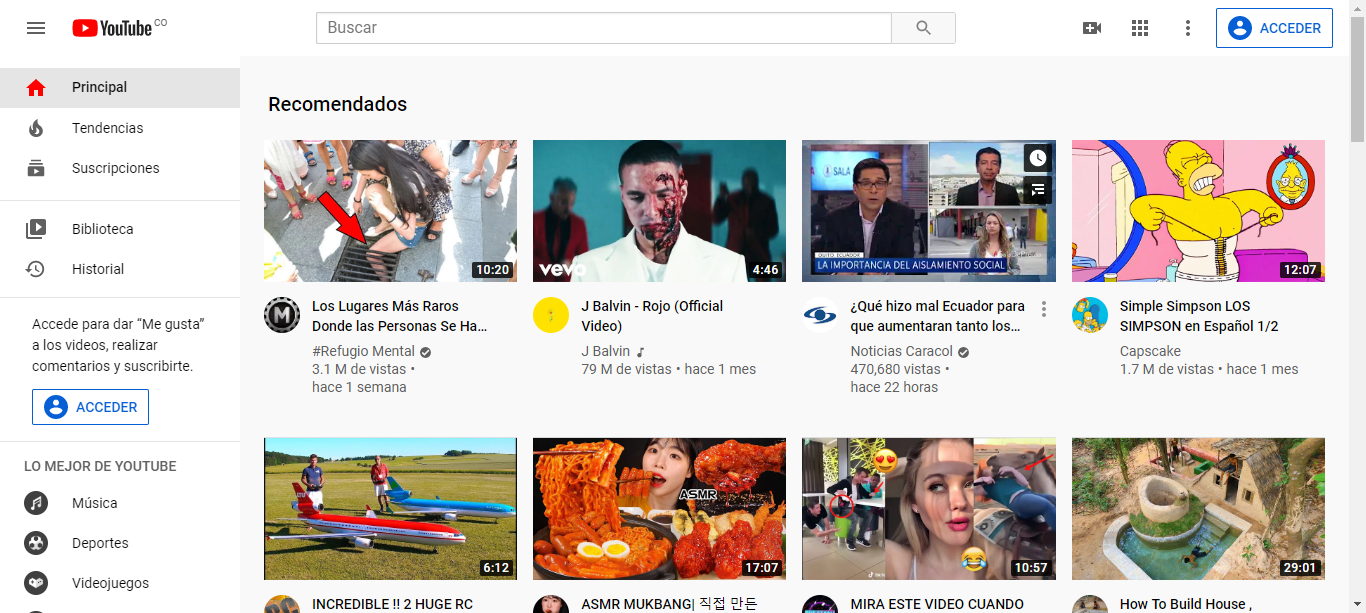 YouTube CO
Buscar
ACCEDER
Principal
Tendencias
Suscripciones
Biblioteca
Historial
Accede para dar “Me gusta”
a los videos, realizar
comentarios y suscribirte.
ACCEDER
LO MEJOR DE YOUTUBE
Música
Deportes
Videojuegos
Recomendados
10:20
Los Lugares Más Raros
Donde las Personas Se Ha...
#Refugio Mental
3.1 M de vistas •
hace 1 semana
vevo
4:46
J Balvin - Rojo (Official
Video)
J Balvin
79 M de vistas • hace 1 mes
SALA
QUITO, ECUADOR
LA IMPORTANCIA DEL AISLAMIENTO SOCIAL
¿Qué hizo mal Ecuador para
que aumentaran tanto los...
Noticias Caracol
470,680 vistas •
hace 22 horas
12:07
Simple Simpson LOS
SIMPSON en Español 1/2
Capscake
1.7 M de vistas • hace 1 mes
6:12
INCREDIBLE !! 2 HUGE RC
ASMR
17:07
ASMR MUKBANG| 직접 만든
10:57
MIRA ESTE VIDEO CUANDO
29:01
How To Build House ,